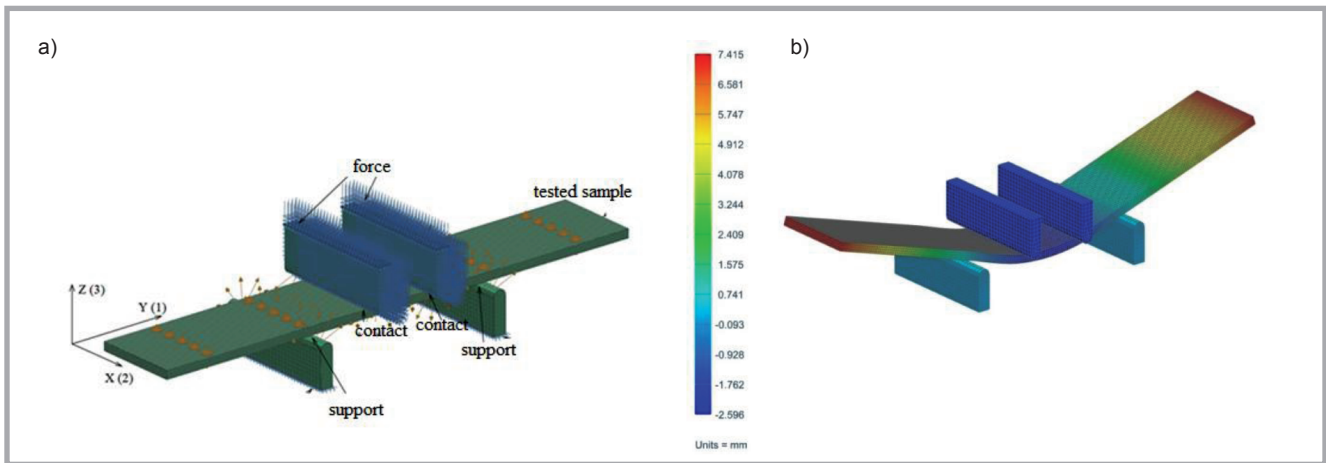 a)
force
tested sample
Z (3)
Y (1)
X (2)
contact
contact
support
support
7.415
6.581
5.747
4.912
4.078
3.244
2.409
1.575
0.741
-0.093
-0.928
-1.762
-2.596
Units = mm
b)